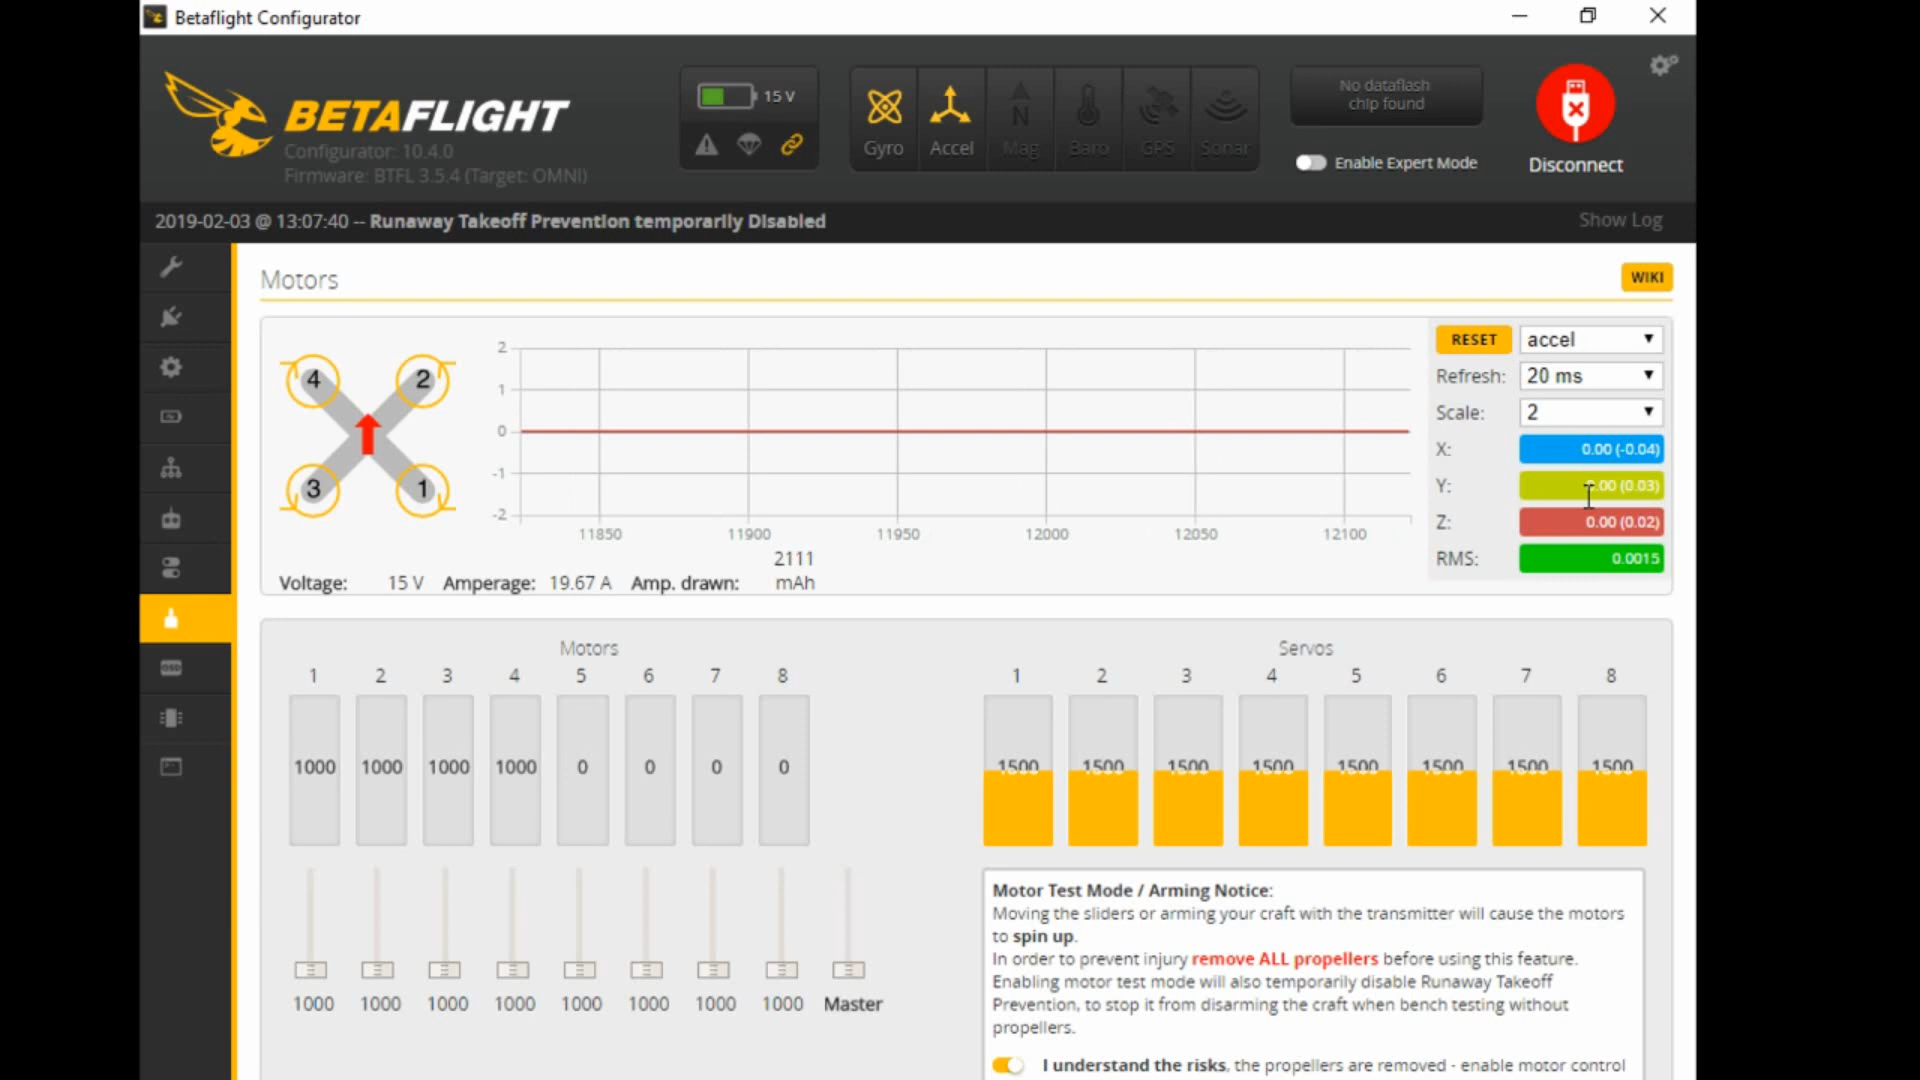 Betaflight Configurator
BETAFLIGHT
Configurator: 10.4.0
Firmware: BTFL 3.5.4 (Target: OMNI)
15 V
Gyro Accel Mag Baro GPS Sonar
No dataflash
chip found
Enable Expert Mode
Disconnect
2019-02-03 @ 13:07:40 -- Runaway Takeoff Prevention temporarily Disabled
Show Log
Motors
WIKI
4 2
3 1
2
1
0
-1
-2
11850 11900 11950 12000 12050 12100
RESET accel
Refresh: 20 ms
Scale: 2
X: 0.00 (-0.04)
Y: .00 (0.03)
Z: 0.00 (0.02)
RMS: 0.0015
Voltage: 15 V Amperage: 19.67 A Amp. drawn: 2111 mAh
Motors
1 2 3 4 5 6 7 8
1000 1000 1000 1000 0 0 0 0
1000 1000 1000 1000 1000 1000 1000 1000 Master
Servos
1 2 3 4 5 6 7 8
1500 1500 1500 1500 1500 1500 1500 1500
Motor Test Mode / Arming Notice:
Moving the sliders or arming your craft with the transmitter will cause the motors
to spin up.
In order to prevent injury remove ALL propellers before using this feature.
Enabling motor test mode will also temporarily disable Runaway Takeoff
Prevention, to stop it from disarming the craft when bench testing without
propellers.
I understand the risks, the propellers are removed - enable motor control
OSD